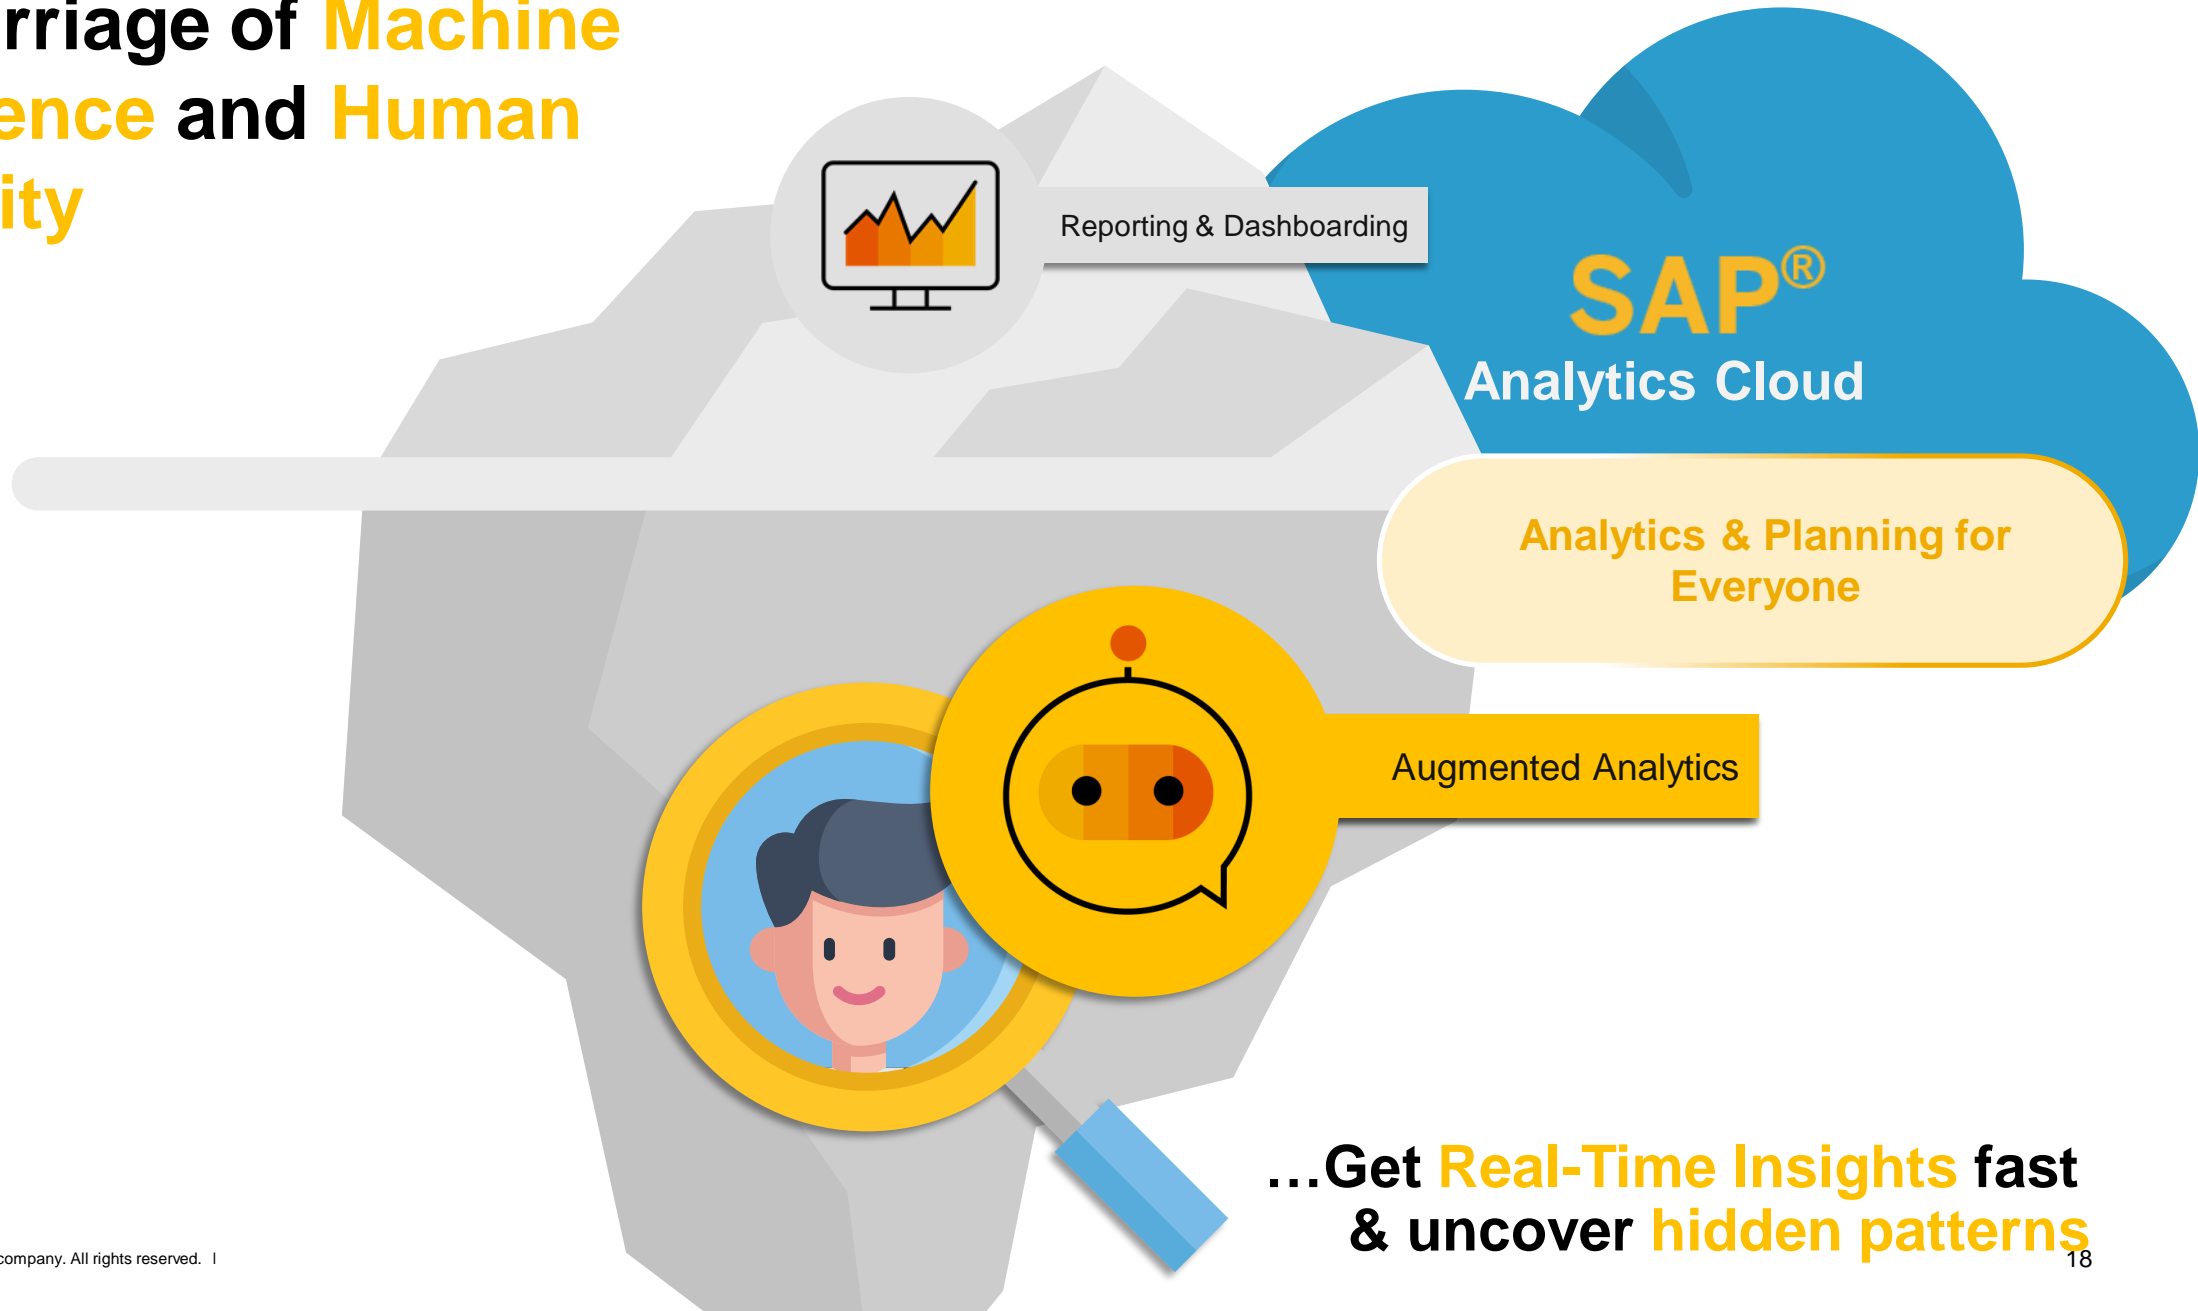 rriage of Machine
ence and Human
ity
Reporting & Dashboarding
SAP®
Analytics Cloud
Analytics & Planning for
Everyone
Augmented Analytics
…Get Real-Time Insights fast
& uncover hidden patterns
company. All rights reserved. |
18